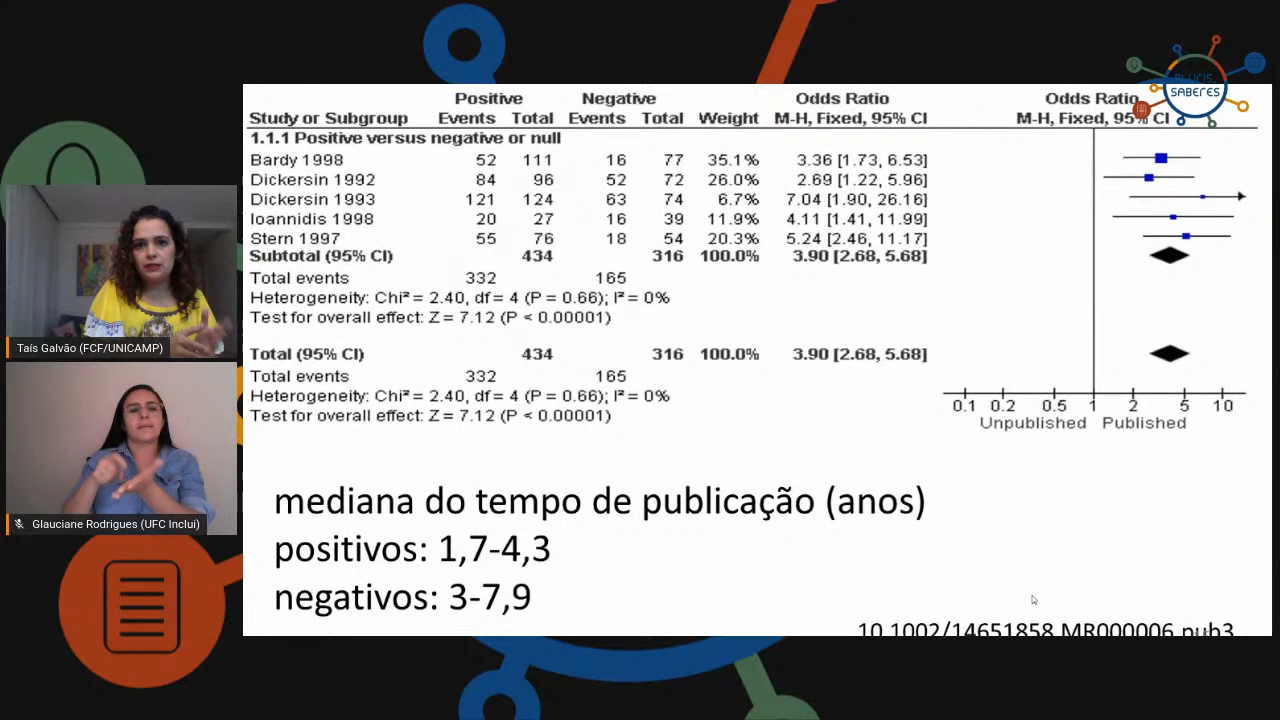 Positive Negative Odds Ratio Odds Ratio
Study or Subgroup Events Total Events Total Weight M-H, Fixed, 95% CI M-H, Fixed, 95% CI
1.1.1 Positive versus negative or null
Bardy 1998 52 111 16 77 35.1% 3.36 [1.73, 6.53]
Dickersin 1992 84 96 52 72 26.0% 2.69 [1.22, 5.96]
Dickersin 1993 121 124 63 74 6.7% 7.04 [1.90, 26.16]
Ioannidis 1998 20 27 16 39 11.9% 4.11 [1.41, 11.99]
Stern 1997 55 76 18 54 20.3% 5.24 [2.46, 11.17]
Subtotal (95% CI) 434 316 100.0% 3.90 [2.68, 5.68]
Total events 332 165
Heterogeneity: Chi² = 2.40, df = 4 (P = 0.66); I² = 0%
Test for overall effect: Z = 7.12 (P < 0.00001)
Total (95% CI) 434 316 100.0% 3.90 [2.68, 5.68]
Total events 332 165
Heterogeneity: Chi² = 2.40, df = 4 (P = 0.66); I² = 0%
Test for overall effect: Z = 7.12 (P < 0.00001)
0.1 0.2 0.5 1 2 5 10
Unpublished Published
mediana do tempo de publicação (anos)
positivos: 1,7-4,3
negativos: 3-7,9
10.1002/14651858.MR000006.pub3
SABERES
Taís Galvão (FCF/UNICAMP)
Glauciane Rodrigues (UFC Inclui)